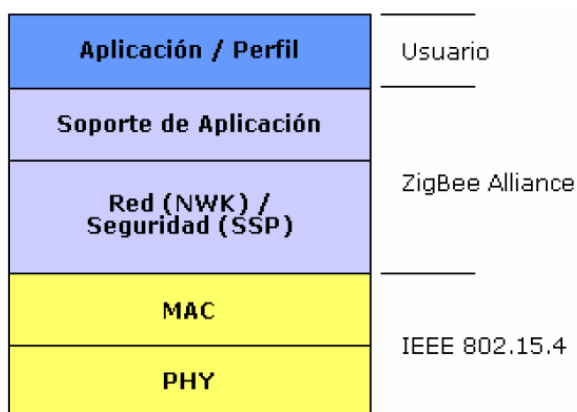 Aplicación / Perfil
Usuario
Soporte de Aplicación
Red (NWK) /
Seguridad (SSP)
ZigBee Alliance
MAC
PHY
IEEE 802.15.4